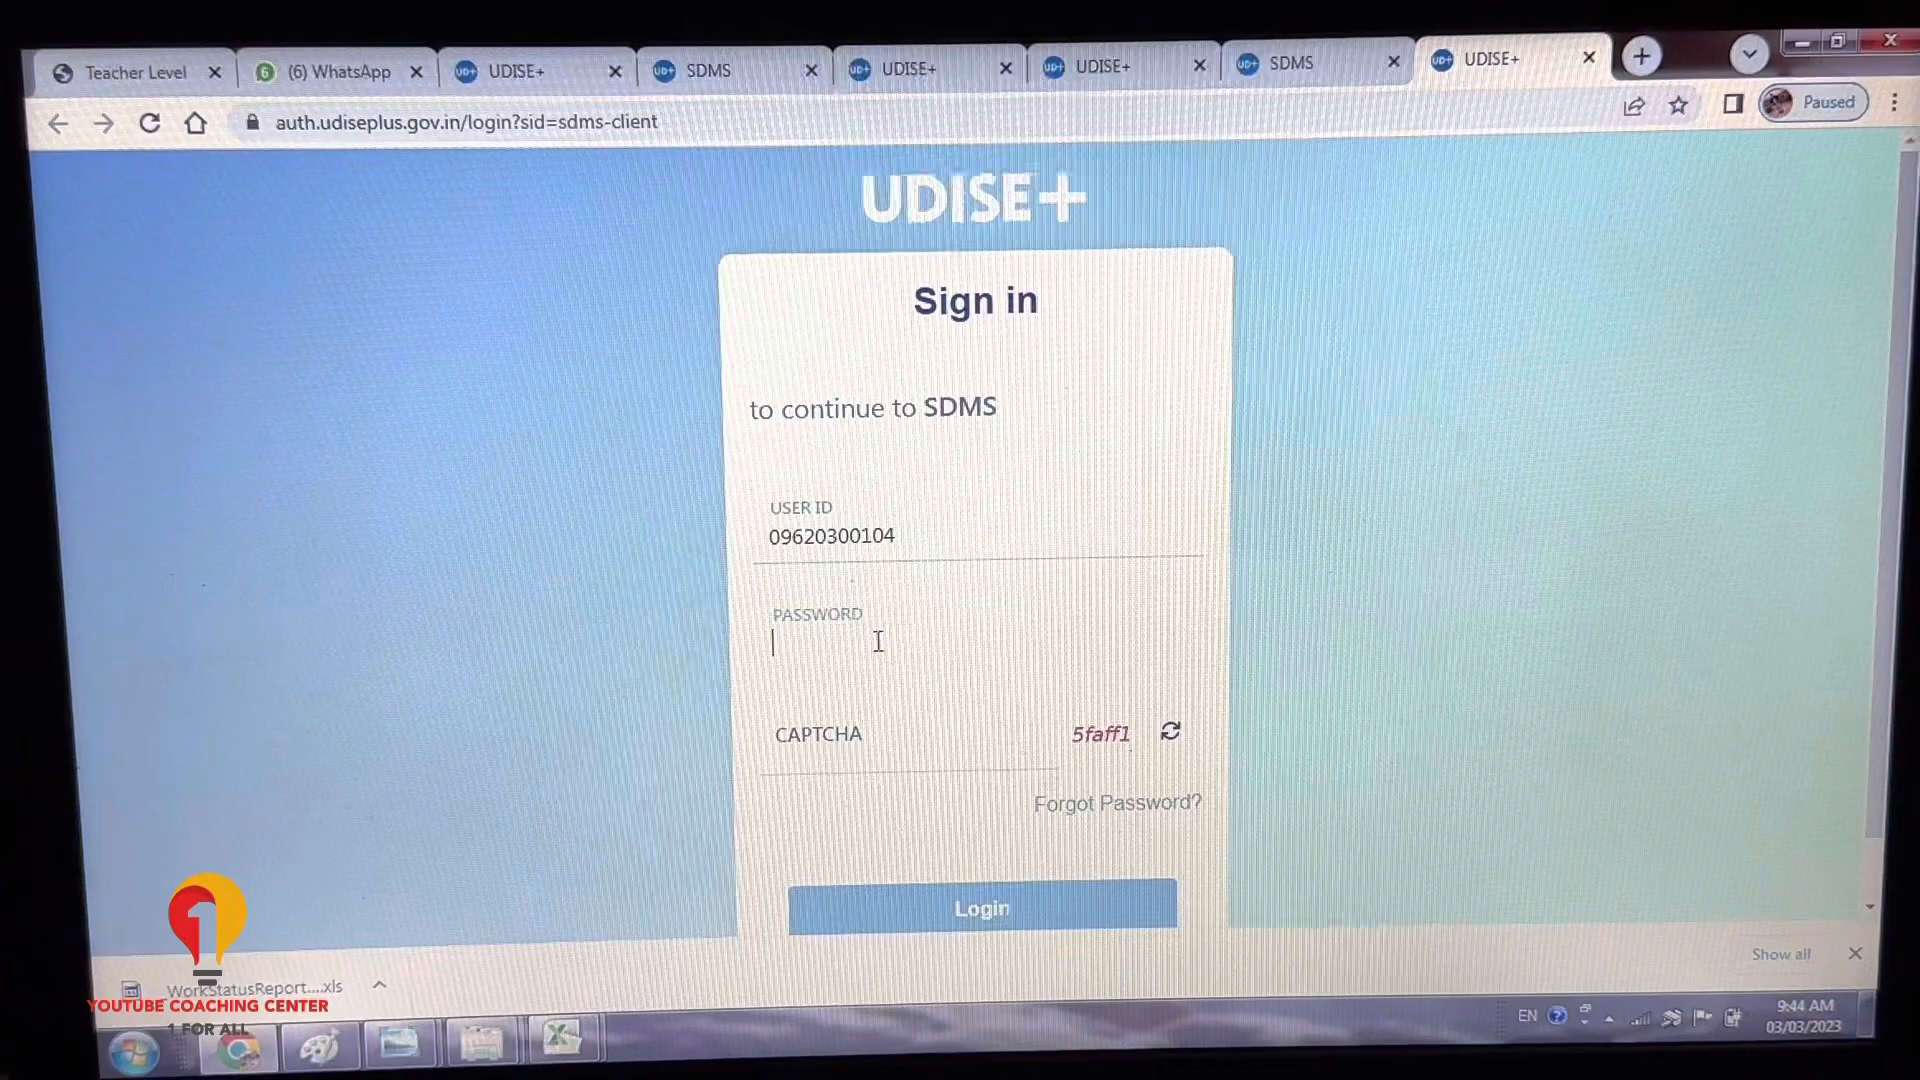 Teacher Level
(6) WhatsApp
UDISE+
SDMS
UDISE+
UDISE+
SDMS
UDISE+
auth.udiseplus.gov.in/login?sid=sdms-client
Paused
UDISE+
Sign in
to continue to SDMS
USER ID
09620300104
PASSWORD
CAPTCHA
5faff1
Forgot Password?
Login
Show all
WorkStatusReport....xls
YOUTUBE COACHING CENTER
1 FOR ALL
EN
9:44 AM
03/03/2023